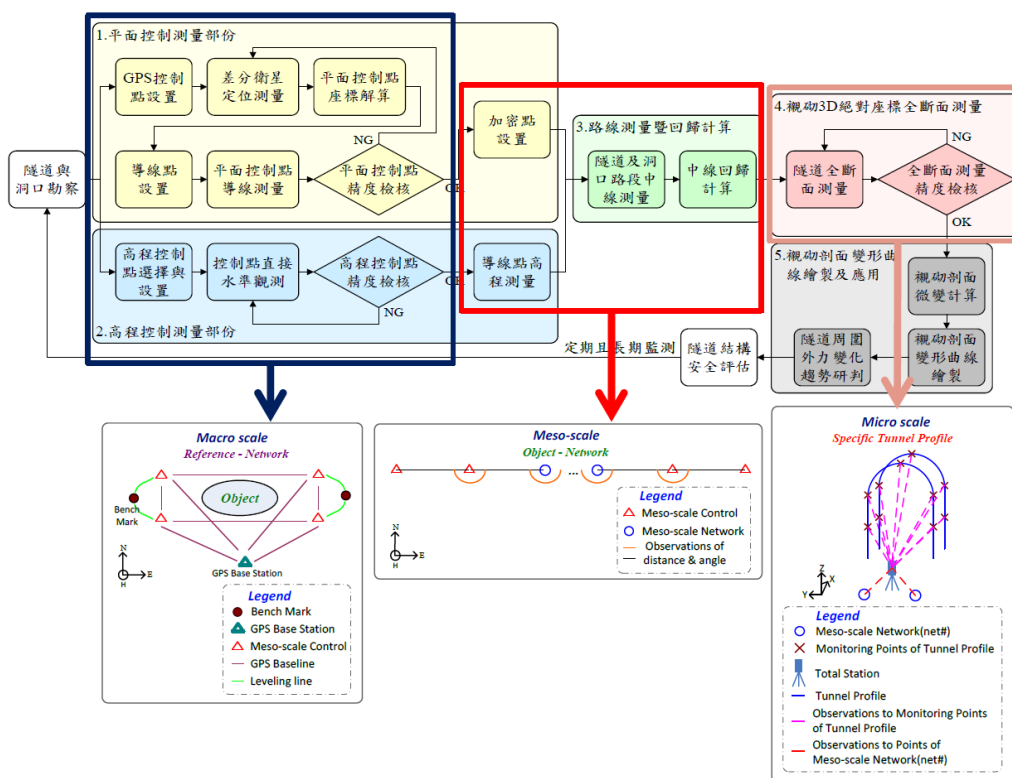 1.平面控制測量部份
GPS控制
點設置
差分衛星
定位測量
平面控制點
座標解算
NG
導線點
設置
平面控制點
導線測量
平面控制點
精度檢核
OK
加密點
設置
隧道與
洞口勘察
高程控制
點選擇與
設置
控制點直接
水準觀測
高程控制點
精度檢核
OK
NG
導線點高
程測量
2.高程控制測量部份
3.路線測量暨回歸計算
隧道及洞
口路段中
線測量
中線回歸
計算
4.襯砌3D絕對座標全斷面測量
NG
隧道全斷
面測量
全斷面測量
精度檢核
OK
5.襯砌剖面變形曲
線繪製及應用
襯砌剖面
微變計算
襯砌剖面
變形曲線
繪製
隧道周圍
外力變化
趨勢研判
隧道結構
安全評估
定期且長期監測
Macro scale
Reference - Network
Object
Bench
Mark
GPS Base Station
N
E
H
Legend
Bench Mark
GPS Base Station
Meso-scale Control
GPS Baseline
Leveling line
Meso-scale
Object - Network
...
N
E
H
Legend
Meso-scale Control
Meso-scale Network
Observations of
distance & angle
Micro scale
Specific Tunnel Profile
Z
X
Y
Legend
Meso-scale Network(net#)
Monitoring Points of Tunnel Profile
Total Station
Tunnel Profile
Observations to Monitoring Points
of Tunnel Profile
Observations to Points of
Meso-scale Network(net#)